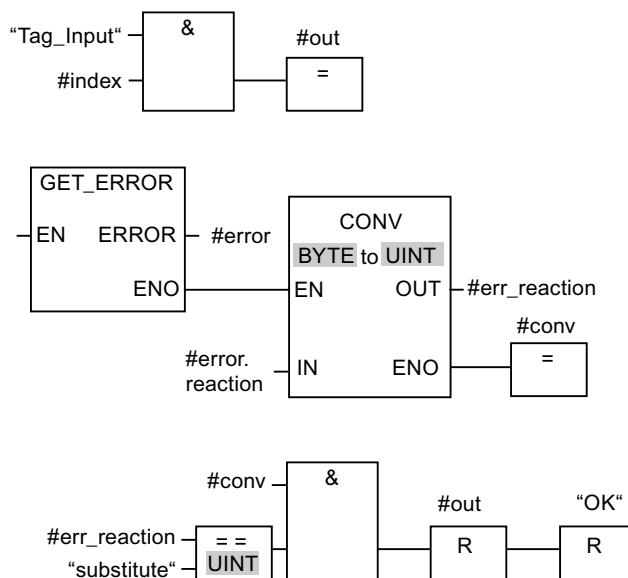 &
“Tag_Input“
#index
#out
=
GET_ERROR
EN ERROR
#error
ENO
CONV
BYTE to UINT
EN OUT
#err_reaction
#conv
=
#error.
reaction
IN ENO
#conv
&
#out
“OK“
#err_reaction
“substitute“
= =
UINT
R
R